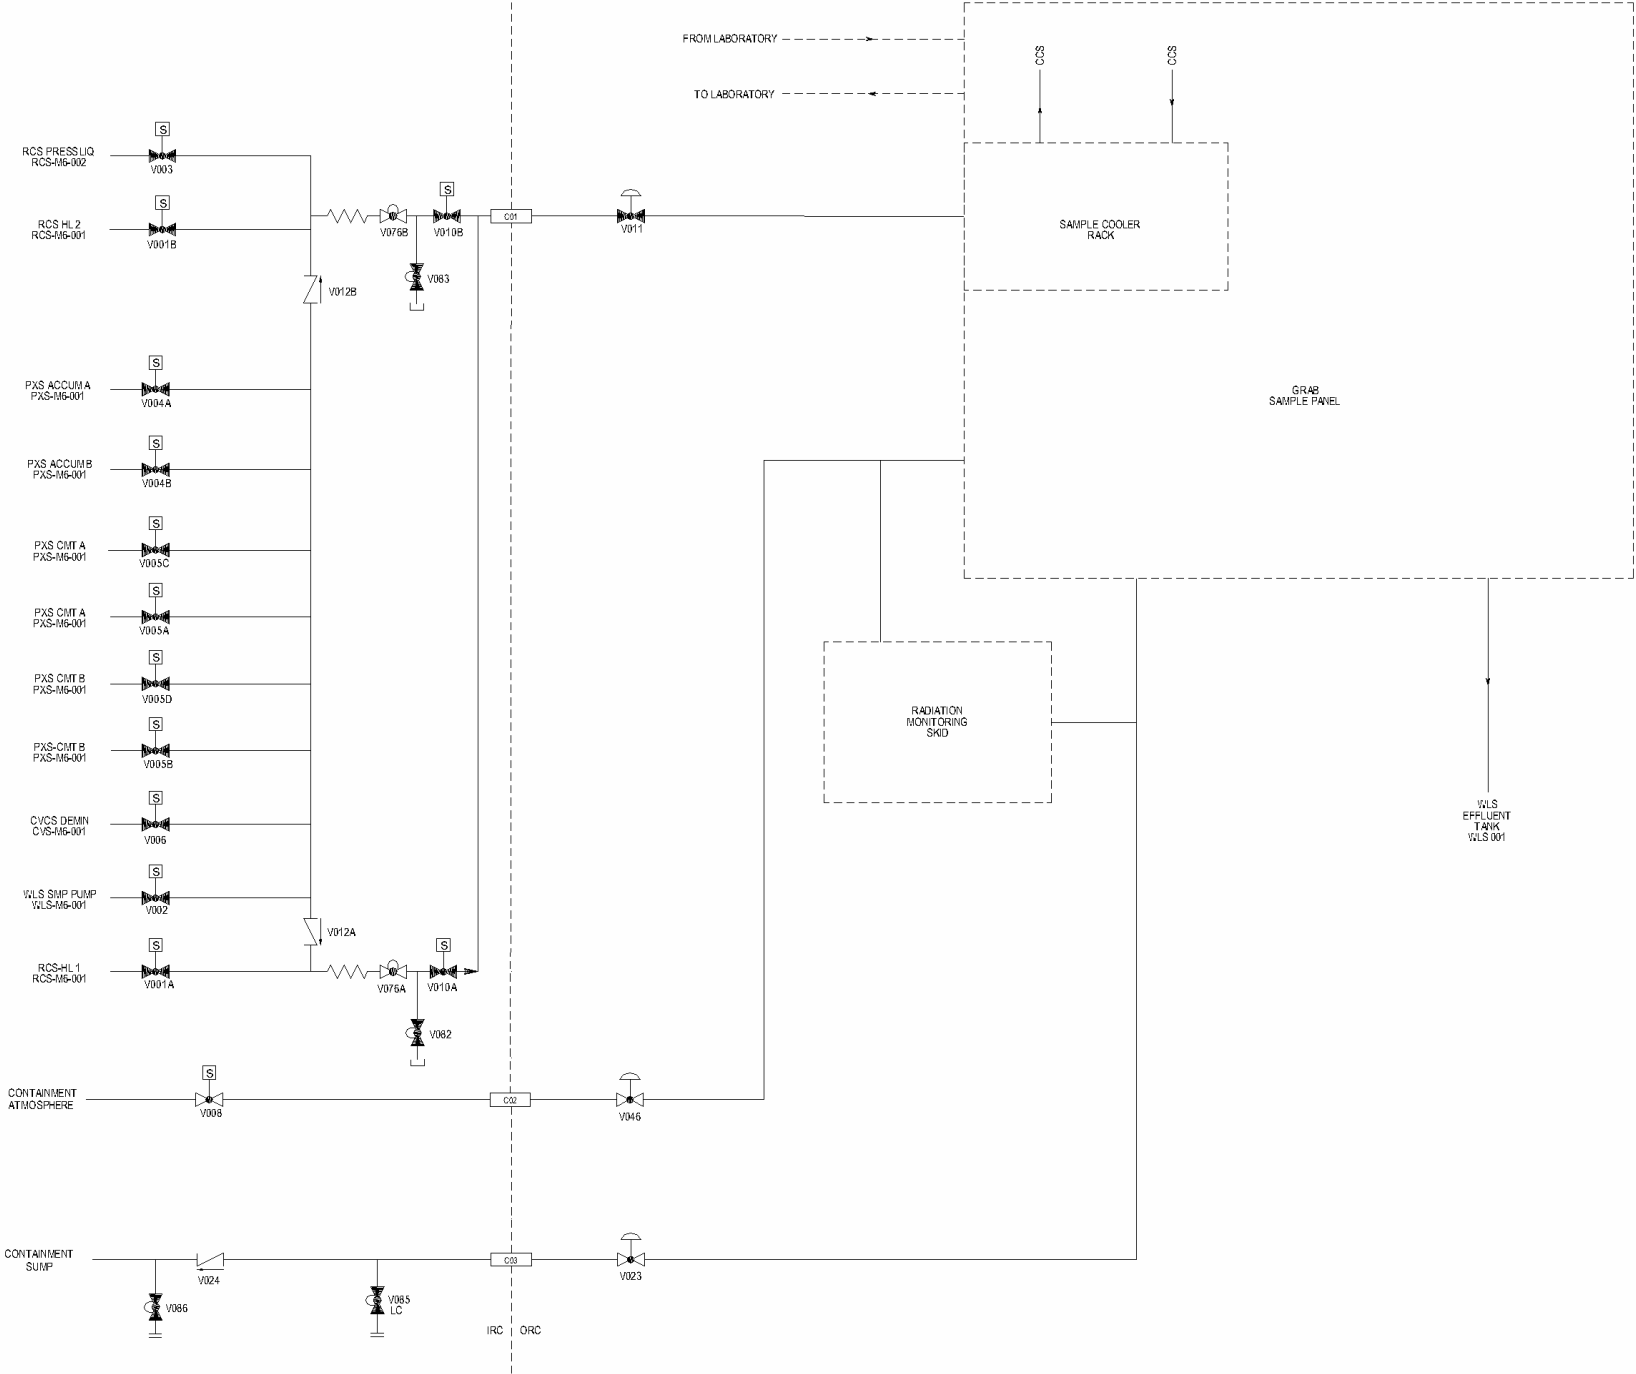 FROM LABORATORY
TO LABORATORY
CCS
CCS
SAMPLE COOLER
RACK
GRAB
SAMPLE PANEL
RADIATION
MONITORING
SKID
WLS
EFFLUENT
TANK
WLS 001
S
RCS PRESS LIQ
RCS-M6-002
V003
S
RCS HL 2
RCS-M6-001
V001B
V012B
V076B
S
V010B
C01
V011
V083
S
PXS ACCUM A
PXS-M6-001
V004A
S
PXS ACCUM B
PXS-M6-001
V004B
S
PXS CMT A
PXS-M6-001
V005C
S
PXS CMT A
PXS-M6-001
V005A
S
PXS CMT B
PXS-M6-001
V005D
S
PXS-CMT B
PXS-M6-001
V005B
S
CVCS DEMIN
CVS-M6-001
V006
S
WLS SMP PUMP
WLS-M6-001
V002
V012A
S
RCS-HL 1
RCS-M6-001
V001A
V076A
S
V010A
V082
S
CONTAINMENT
ATMOSPHERE
V008
C02
V046
CONTAINMENT
SUMP
V024
C03
V023
V086
V085
LC
IRC
ORC